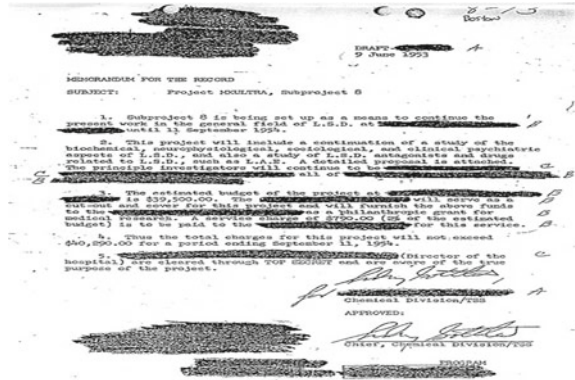 8-13
Boston
DRAFT- A
9 June 1953
MEMORANDUM FOR THE RECORD
SUBJECT: Project MKULTRA, Subproject 8
1. Subproject 8 is being set up as a means to continue the
present work in the general field of L.S.D. at B
until 11 September 1954.
2. This project will include a continuation of a study of the
biochemical, neurophysiological, sociological, and clinical psychiatric
aspects of L.S.D., and also a study of L.S.D. antagonists and drugs
related to L.S.D., such as L.A.E. A detailed proposal is attached.
The principle investigators will continue to be C
C all of B
B
3. The estimated budget of the project at B
is $39,500.00. The will serve as a B
cut-out and cover for this project and will furnish the above funds
to the as a philanthropic grant for B
medical research. A service charge of $790.00 (2% of the estimated
budget) is to be paid to the for this service. B
4. Thus the total charges for this project will not exceed
$40,290.00 for a period ending September 11, 1954.
5. (Director of the C
hospital) are cleared through TOP SECRET and are aware of the true
purpose of the project.
for A
Chemical Division/TSS
APPROVED:
Chief, Chemical Division/TSS
PROGRAM